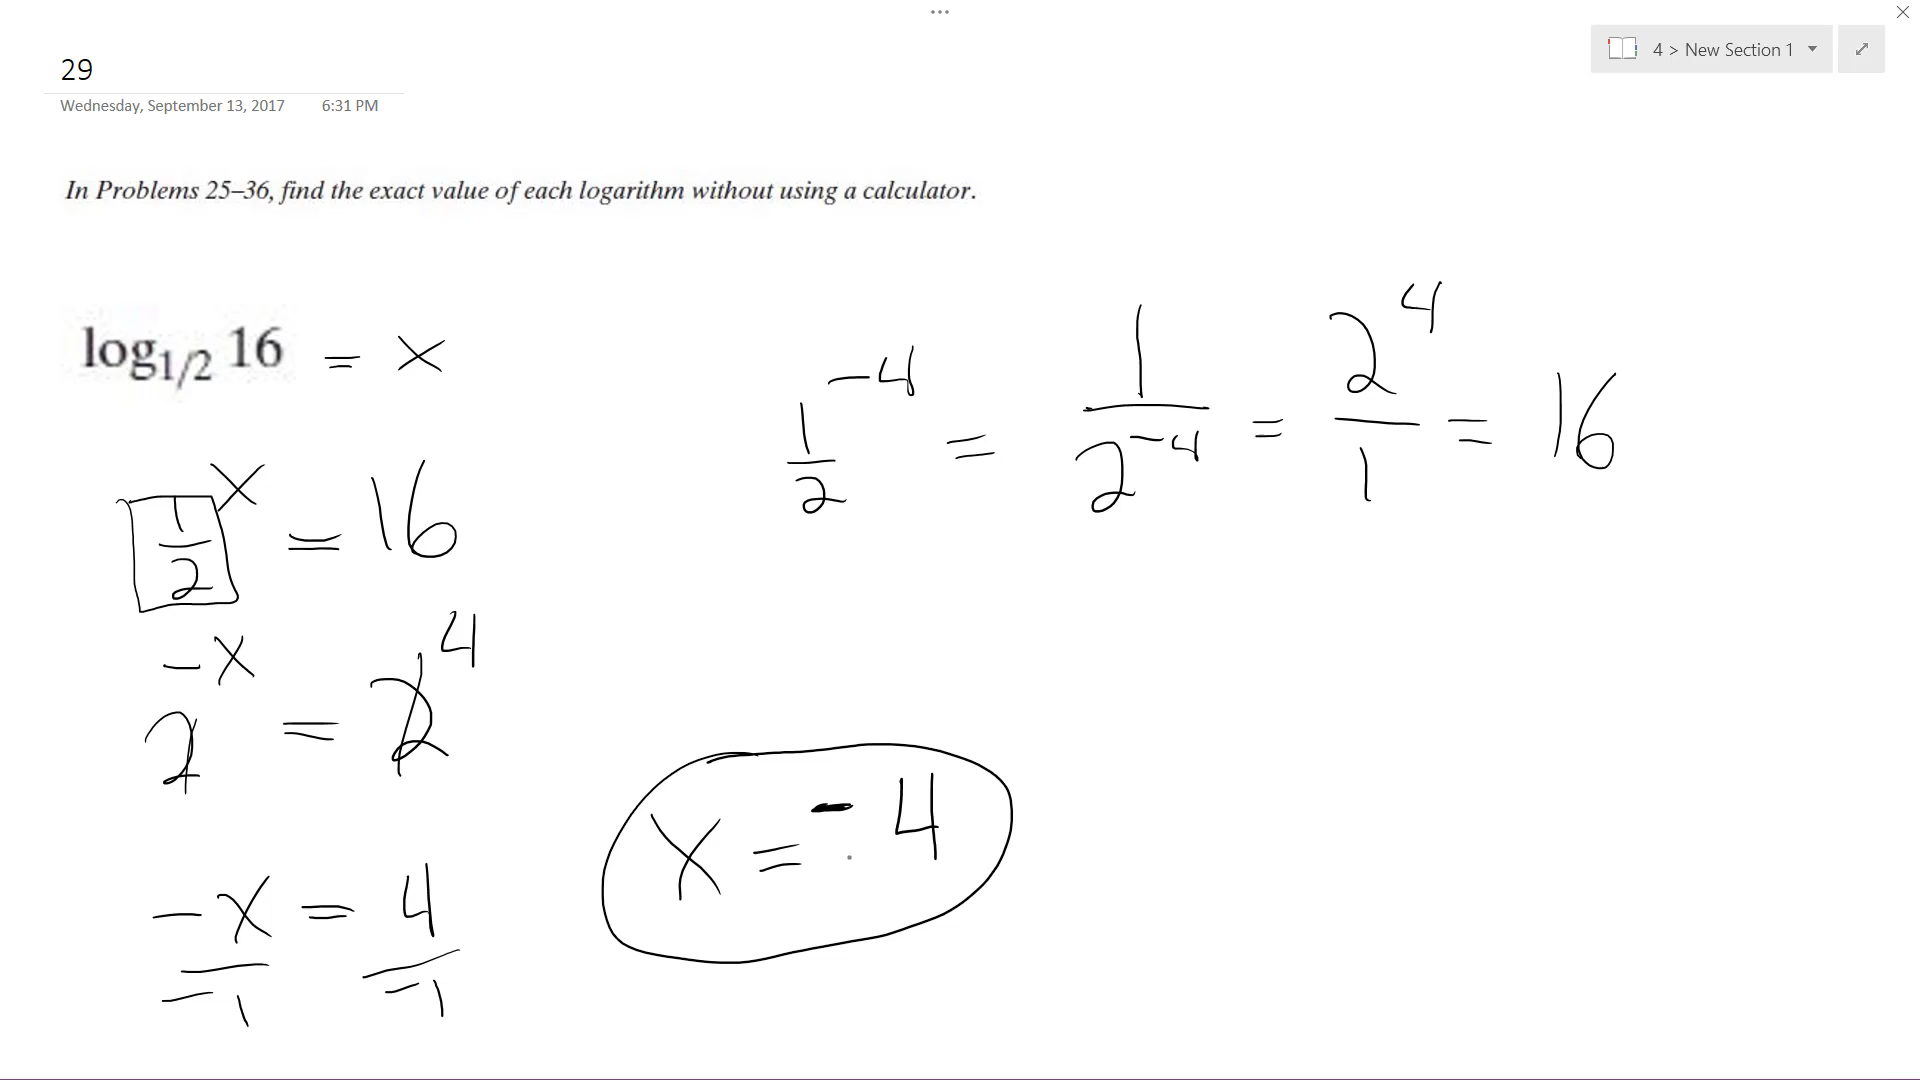 4 > New Section 1
29
Wednesday, September 13, 2017 6:31 PM
In Problems 25–36, find the exact value of each logarithm without using a calculator.
log₁/₂ 16 = x
1/2^x = 16
2^-x = 2^4
-x = 4
-1 -1
x = -4
1/2^-4 = 1/2^-4 = 2^4/1 = 16